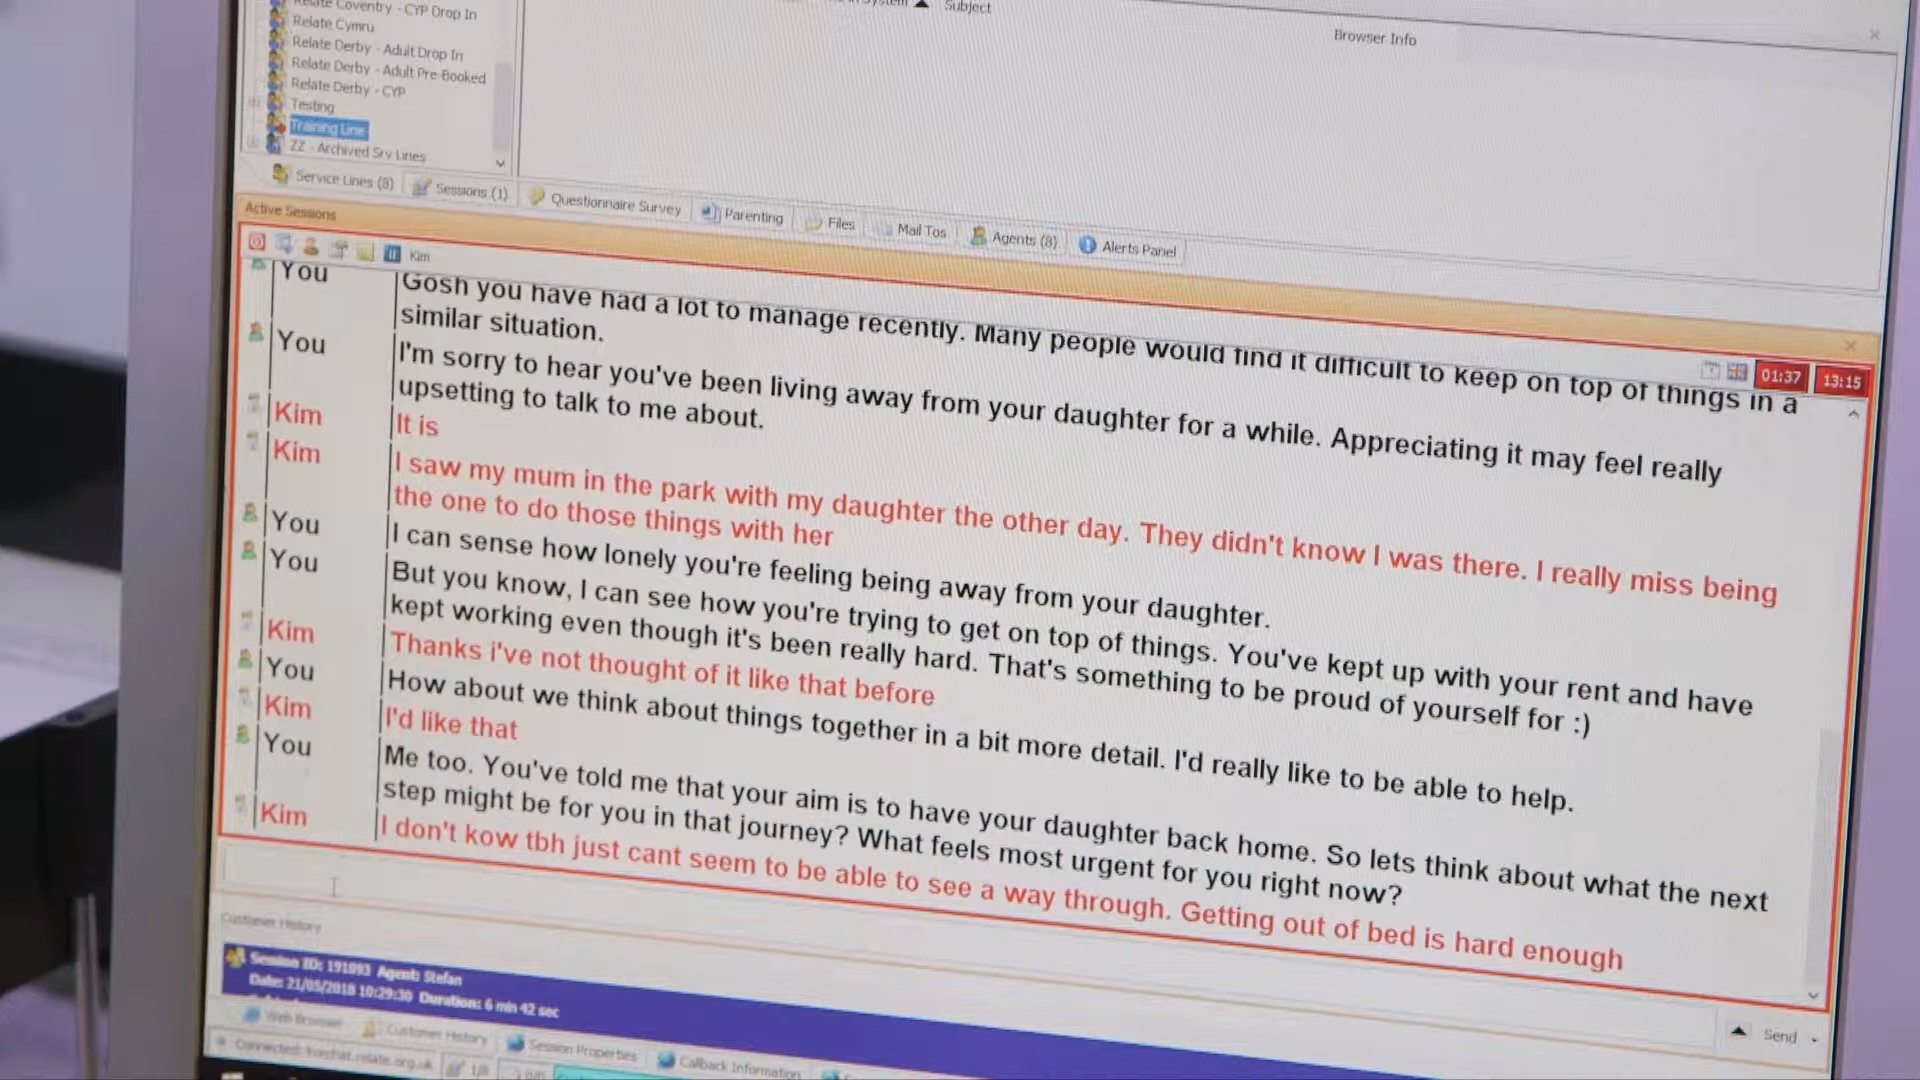 Relate Coventry - CYP Drop In
Relate Cymru
Relate Derby - Adult Drop In
Relate Derby - Adult Pre-Booked
Relate Derby - CYP
Testing
Training Line
ZZ - Archived Srv Lines
System Subject
Browser Info
Service Lines (8) Sessions (1) Questionnaire Survey Parenting Files Mail Tos Agents (8) Alerts Panel
Active Sessions
Kim
01:37 13:15
You Gosh you have had a lot to manage recently. Many people would find it difficult to keep on top of things in a
similar situation.
You I'm sorry to hear you've been living away from your daughter for a while. Appreciating it may feel really
upsetting to talk to me about.
Kim It is
Kim I saw my mum in the park with my daughter the other day. They didn't know I was there. I really miss being
the one to do those things with her
You I can sense how lonely you're feeling being away from your daughter.
You But you know, I can see how you're trying to get on top of things. You've kept up with your rent and have
kept working even though it's been really hard. That's something to be proud of yourself for :)
Kim Thanks i've not thought of it like that before
You How about we think about things together in a bit more detail. I'd really like to be able to help.
Kim I'd like that
You Me too. You've told me that your aim is to have your daughter back home. So lets think about what the next
step might be for you in that journey? What feels most urgent for you right now?
Kim I don't kow tbh just cant seem to be able to see a way through. Getting out of bed is hard enough
Customer History
Session ID: 191893 Agent: Stefan
Date: 21/05/2018 10:29:30 Duration: 6 min 42 sec
Send
Web Browser Customer History Session Properties Callback Information
Connected: 1/8